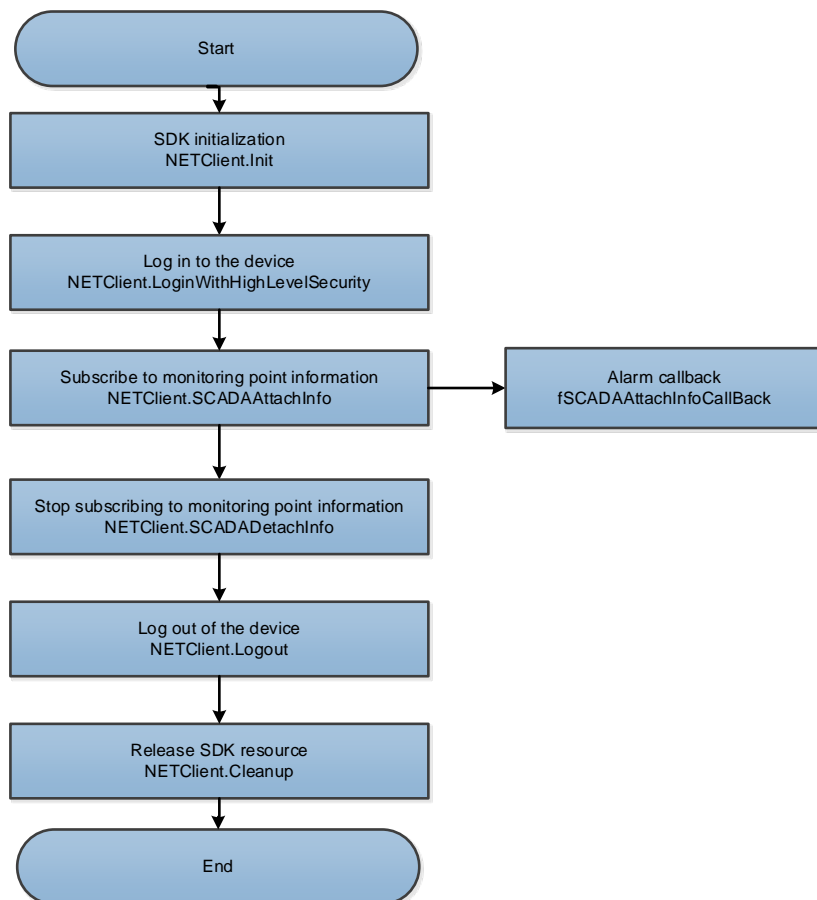 Start
SDK initialization
NETClient.Init
Log in to the device
NETClient.LoginWithHighLevelSecurity
Subscribe to monitoring point information
NETClient.SCADAAttachInfo
Alarm callback
fSCADAAttachInfoCallBack
Stop subscribing to monitoring point information
NETClient.SCADADetachInfo
Log out of the device
NETClient.Logout
Release SDK resource
NETClient.Cleanup
End